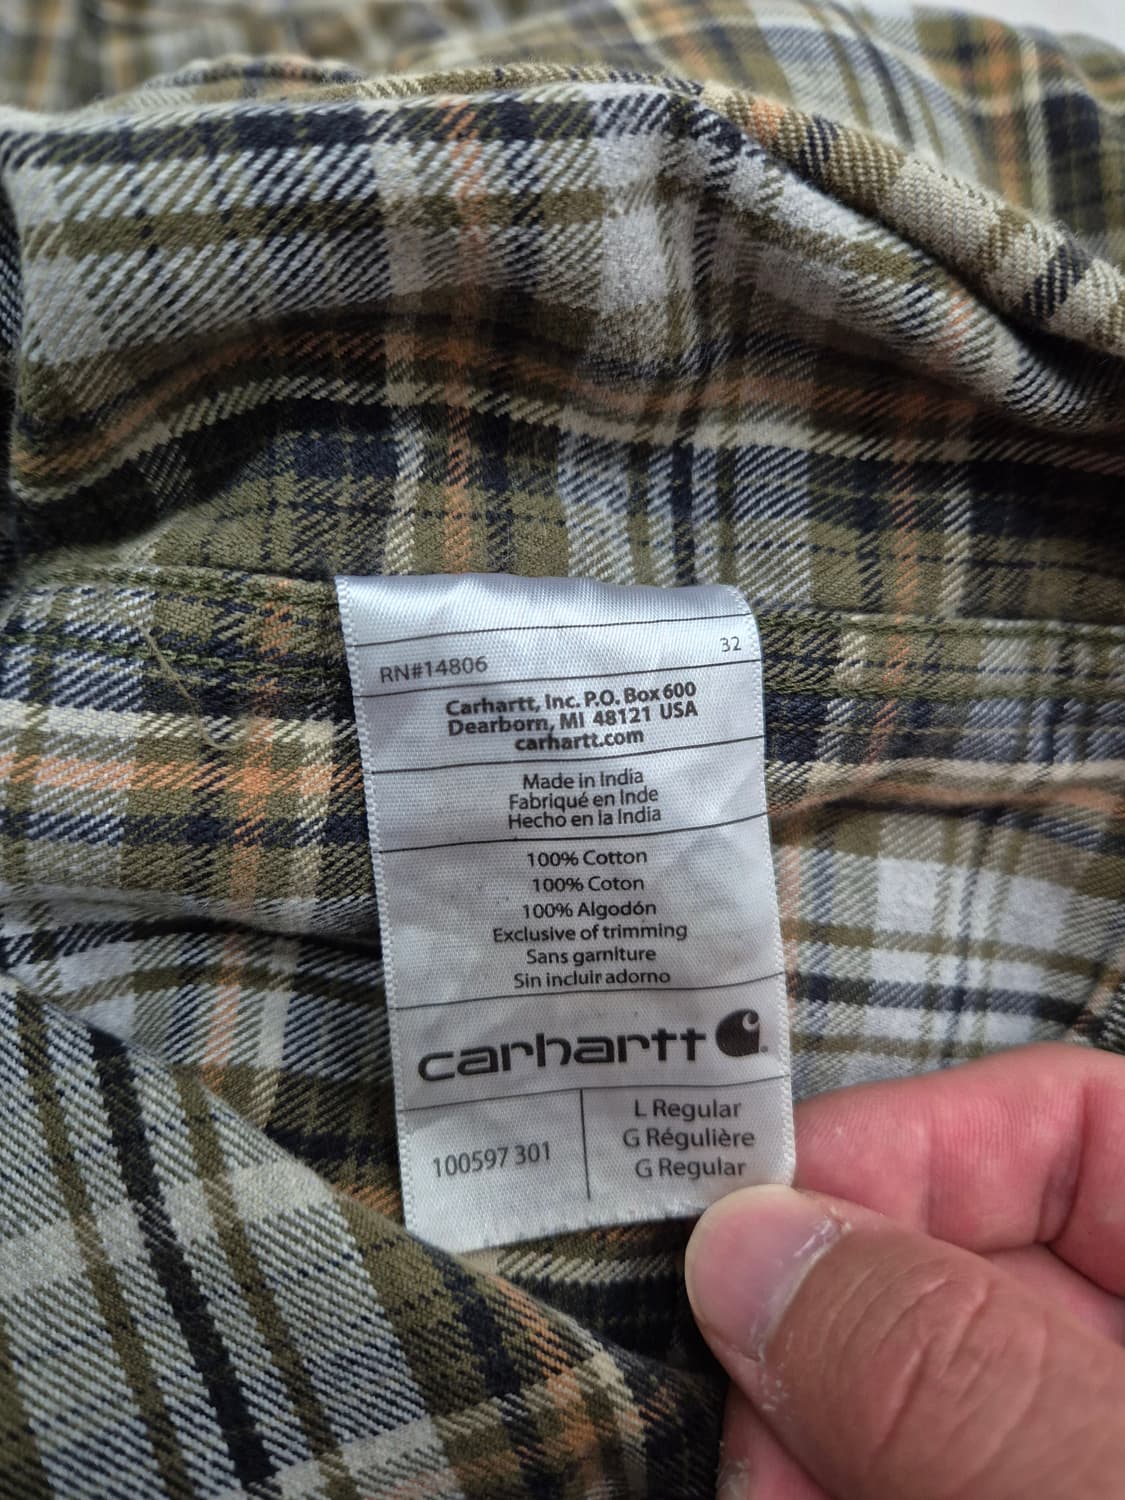 32
RN#14806
Carhartt, Inc. P.O. Box 600
Dearborn, MI 48121 USA
carhartt.com
Made in India
Fabriqué en Inde
Hecho en la India
100% Cotton
100% Coton
100% Algodón
Exclusive of trimming
Sans garniture
Sin incluir adorno
carhartt
100597 301
L Regular
G Régulière
G Regular